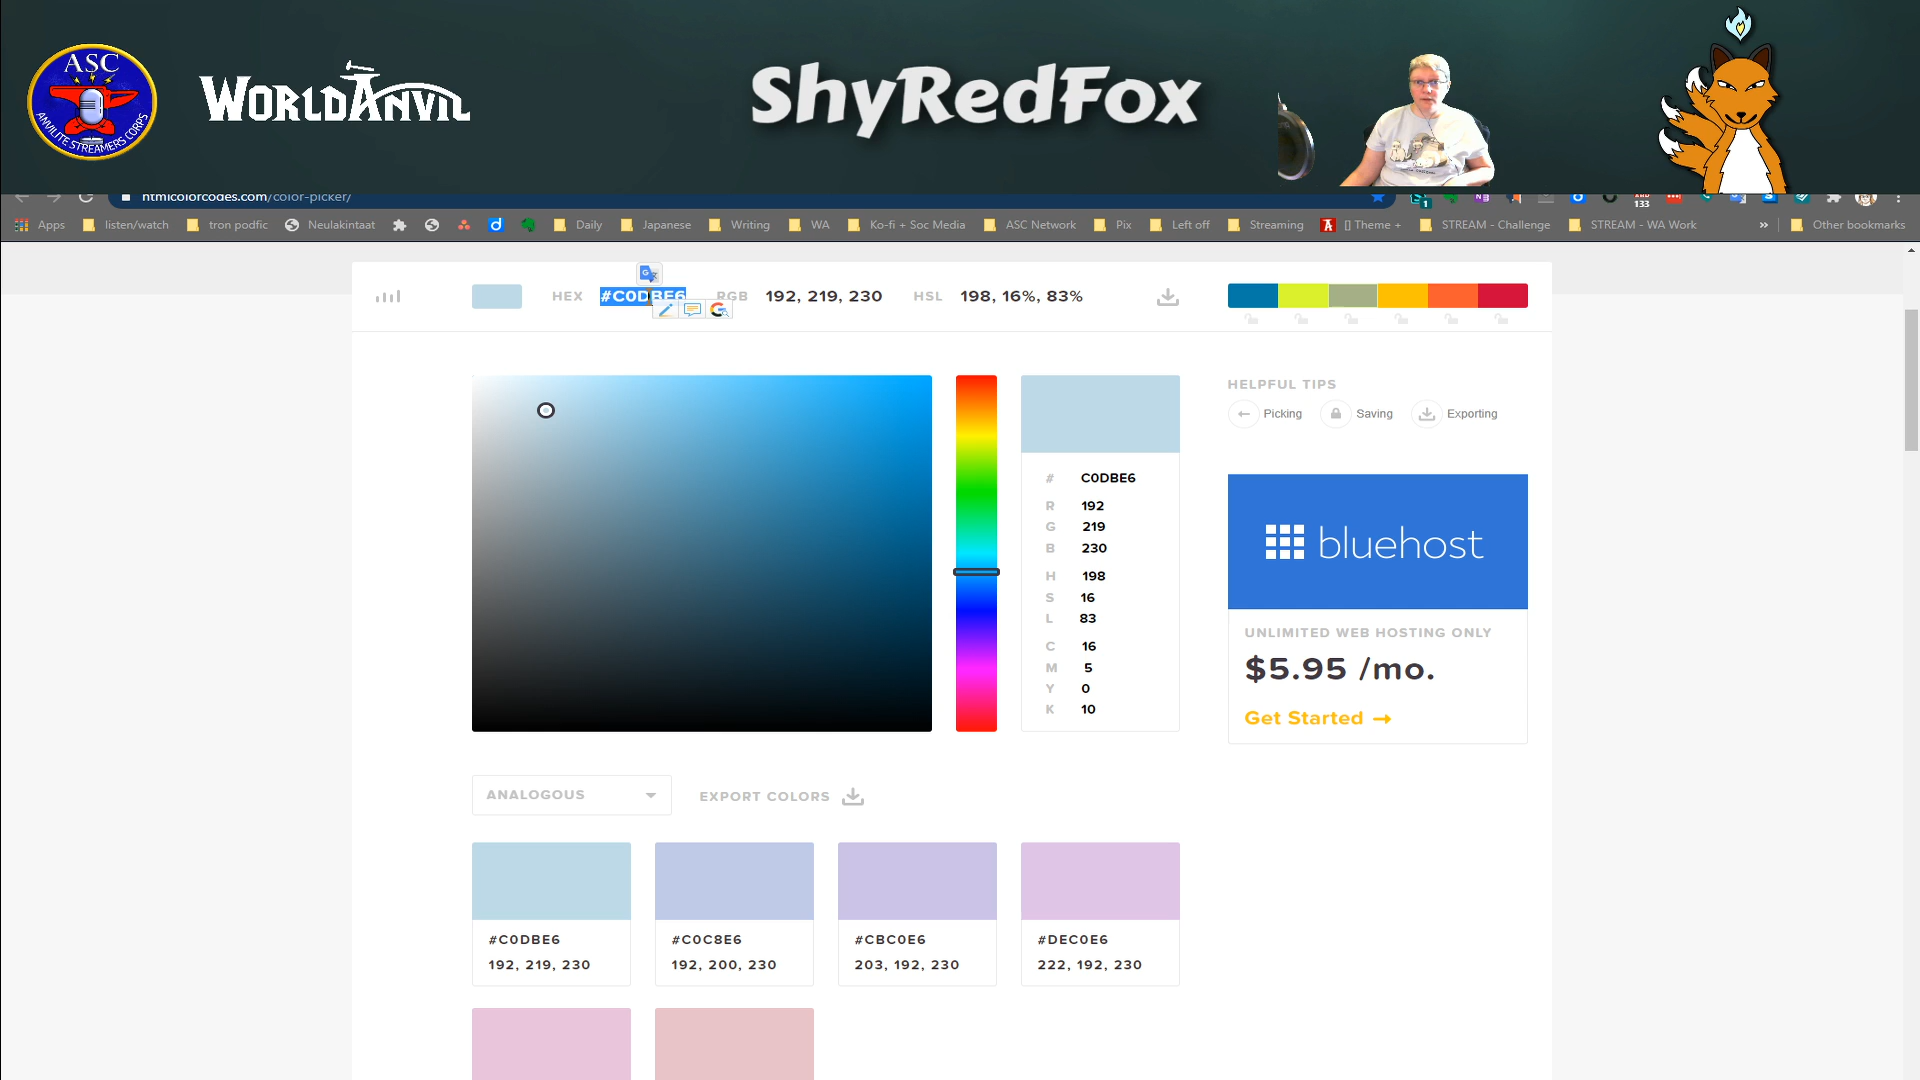 ASC
ANVILITE STREAMERS CORPS
WORLDANVIL
ShyRedFox
htmlcolorcodes.com/color-picker/
1
133
Apps
listen/watch
tron podfic
Neulakintaat
Daily
Japanese
Writing
WA
Ko-fi + Soc Media
ASC Network
Pix
Left off
Streaming
[] Theme +
STREAM - Challenge
STREAM - WA Work
»
Other bookmarks
HEX #C0DBE6 RGB 192, 219, 230 HSL 198, 16%, 83%
HELPFUL TIPS
Picking
Saving
Exporting
# C0DBE6
R 192
G 219
B 230
H 198
S 16
L 83
C 16
M 5
Y 0
K 10
bluehost
UNLIMITED WEB HOSTING ONLY
$5.95 /mo.
Get Started →
ANALOGOUS
EXPORT COLORS
#C0DBE6
192, 219, 230
#C0C8E6
192, 200, 230
#CBC0E6
203, 192, 230
#DEC0E6
222, 192, 230